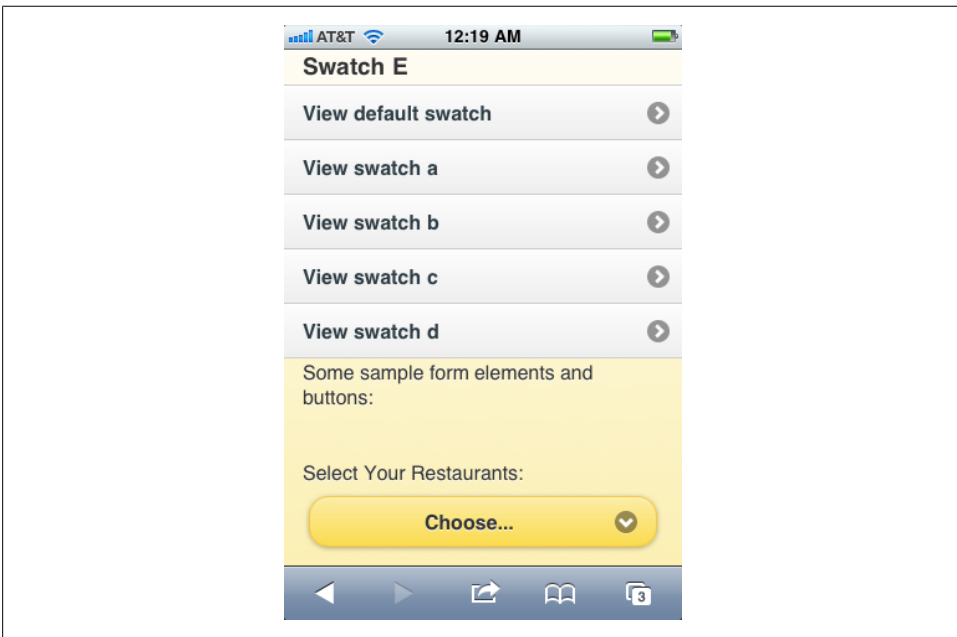 AT&T 12:19 AM
Swatch E
View default swatch
View swatch a
View swatch b
View swatch c
View swatch d
Some sample form elements and
buttons:
Select Your Restaurants:
Choose...
3